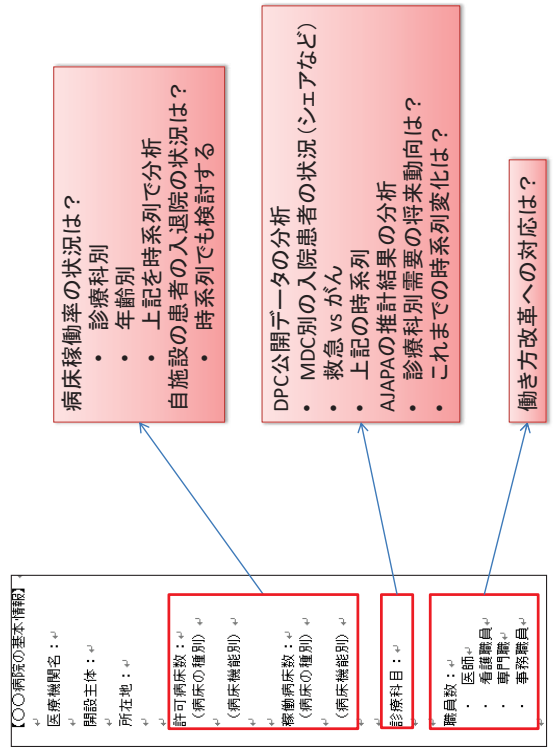 【〇〇病院の基本情報】
医療機関名：
開設主体：
所在地：
許可病床数：
（病床の種別）
（病床機能別）
稼働病床数：
（病床の種別）
（病床機能別）
診療科目：
職員数：
・ 医師
・ 看護職員
・ 専門職
・ 事務職員
病床稼働率の状況は？
• 診療科別
• 年齢別
• 上記を時系列で分析
自施設の患者の入退院の状況は？
• 時系列でも検討する
DPC公開データの分析
• MDC別の入院患者の状況（シェアなど）
• 救急 vs がん
• 上記の時系列
AJAPAの推計結果の分析
• 診療科別需要の将来動向は？
• これまでの時系列変化は？
働き方改革への対応は？